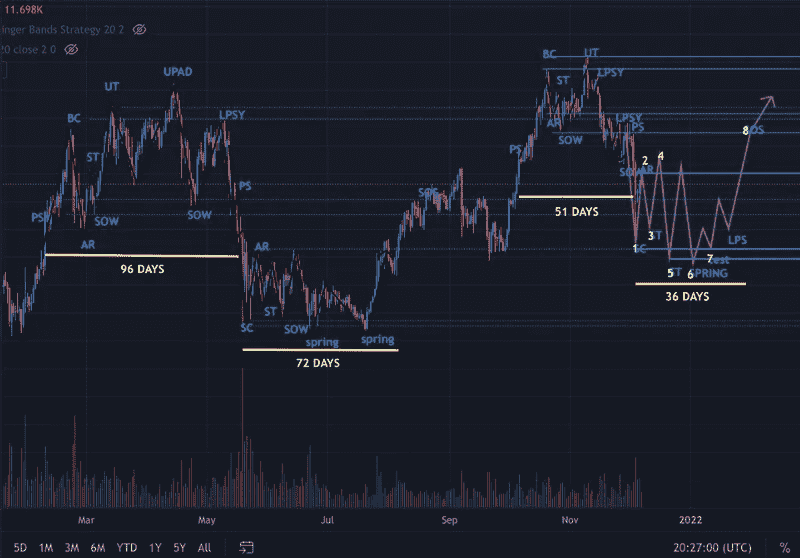 11.698K
inger Bands Strategy 20 2
20 close 2 0
BC
UT
UPAD
UT
LPSY
ST
BC
LPSY
ST
LPSY
PS
AR
SOW
PS
SOW
2
AR
4
8
OS
PS
SOS
PS
SOW
SOW
AR
51 DAYS
1
3
ST
LPS
AR
96 DAYS
7
Test
5
ST
6
SPRING
ST
36 DAYS
SC
SOW
spring
spring
72 DAYS
Mar
May
Jul
Sep
Nov
2022
5D
1M
3M
6M
YTD
1Y
5Y
All
20:27:00 (UTC)
%